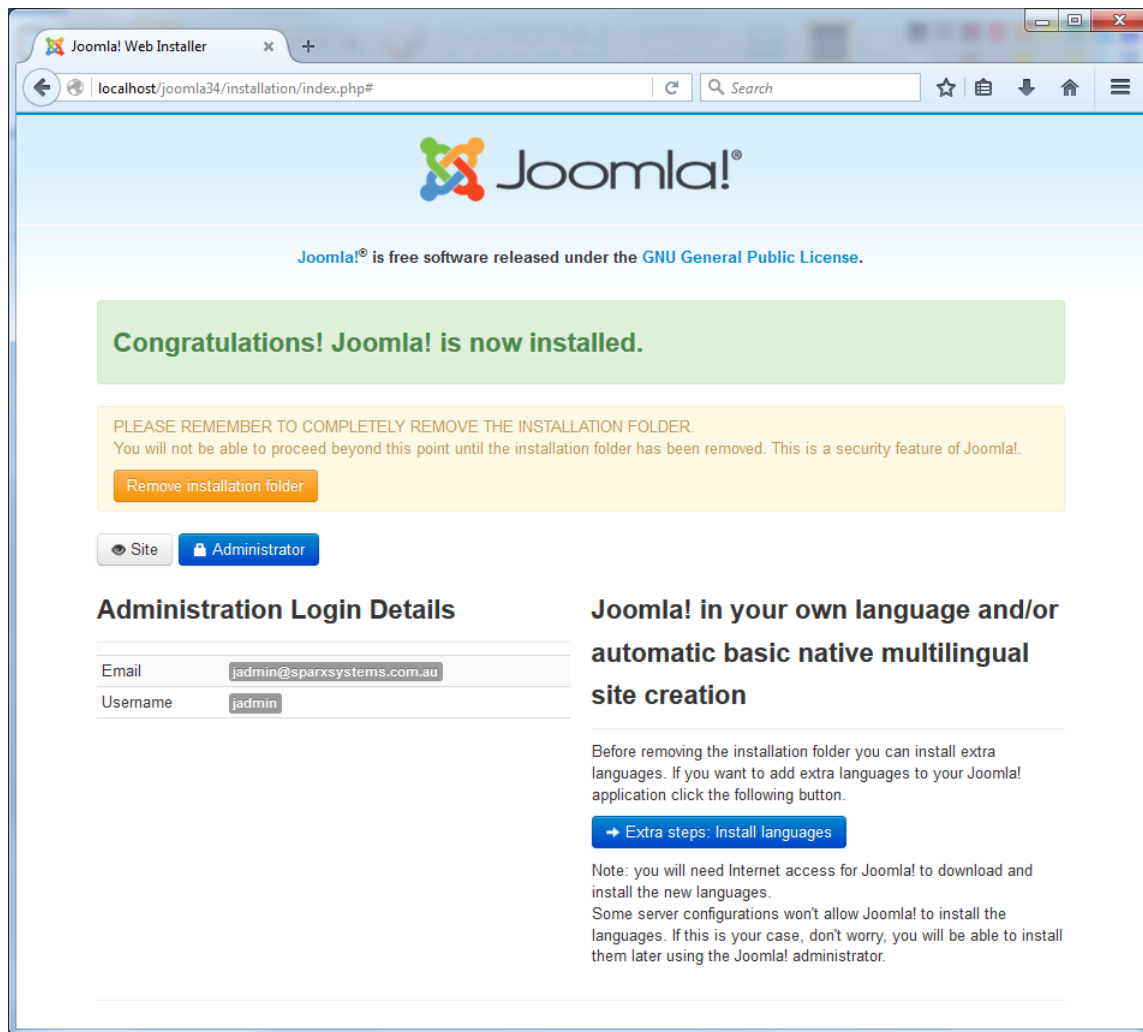 Joomla! Web Installer
localhost/joomla34/installation/index.php#
Search
Joomla!®
Joomla!® is free software released under the GNU General Public License.
Congratulations! Joomla! is now installed.
PLEASE REMEMBER TO COMPLETELY REMOVE THE INSTALLATION FOLDER.
You will not be able to proceed beyond this point until the installation folder has been removed. This is a security feature of Joomla!.
Remove installation folder
Site
Administrator
Administration Login Details
Email jadmin@sparxsystems.com.au
Username jadmin
Joomla! in your own language and/or
automatic basic native multilingual
site creation
Before removing the installation folder you can install extra
languages. If you want to add extra languages to your Joomla!
application click the following button.
Extra steps: Install languages
Note: you will need Internet access for Joomla! to download and
install the new languages.
Some server configurations won't allow Joomla! to install the
languages. If this is your case, don't worry, you will be able to install
them later using the Joomla! administrator.